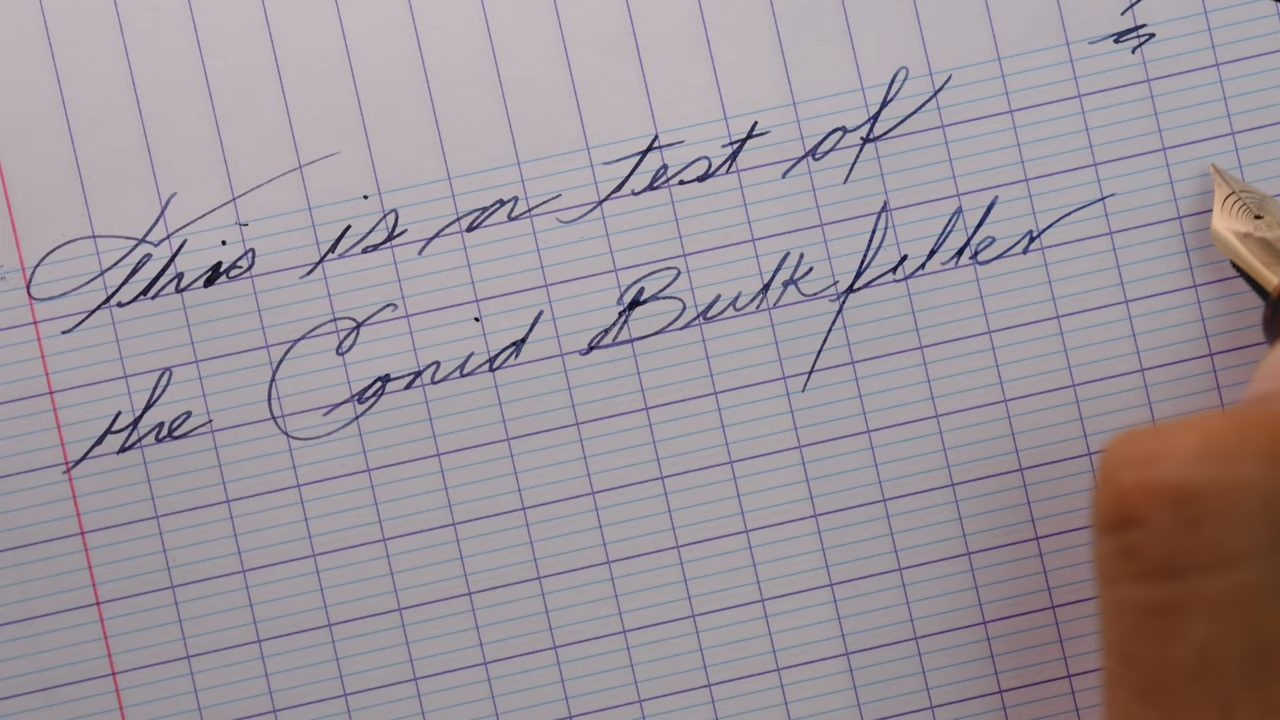 This is a test of
the Conid Bulkfiller